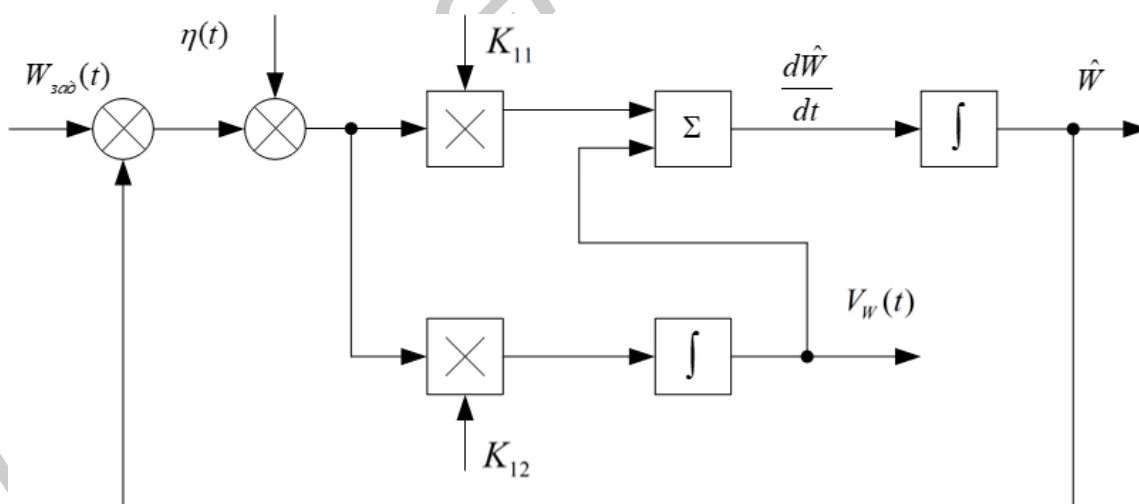 η(t)
K₁₁
W_зад(t)
dŴ
dt
Ŵ
Σ
∫
V_W(t)
∫
K₁₂